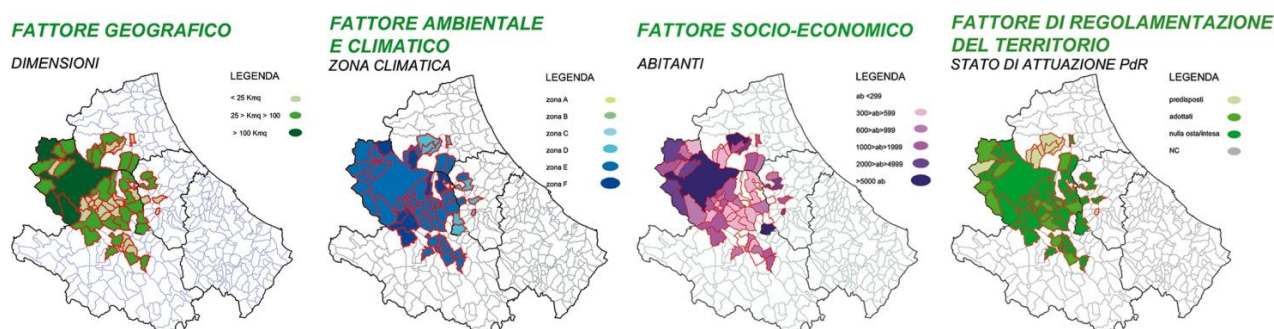 FATTORE GEOGRAFICO
DIMENSIONI
LEGENDA
< 25 Kmq
25 > Kmq > 100
> 100 Kmq
FATTORE AMBIENTALE
E CLIMATICO
ZONA CLIMATICA
LEGENDA
zona A
zona B
zona C
zona D
zona E
zona F
FATTORE SOCIO-ECONOMICO
ABITANTI
LEGENDA
ab <299
300>ab>599
600>ab>999
1000>ab>1999
2000>ab>4999
>5000 ab
FATTORE DI REGOLAMENTAZIONE
DEL TERRITORIO
STATO DI ATTUAZIONE PdR
LEGENDA
predisposti
adottati
nulla osta/intesa
NC